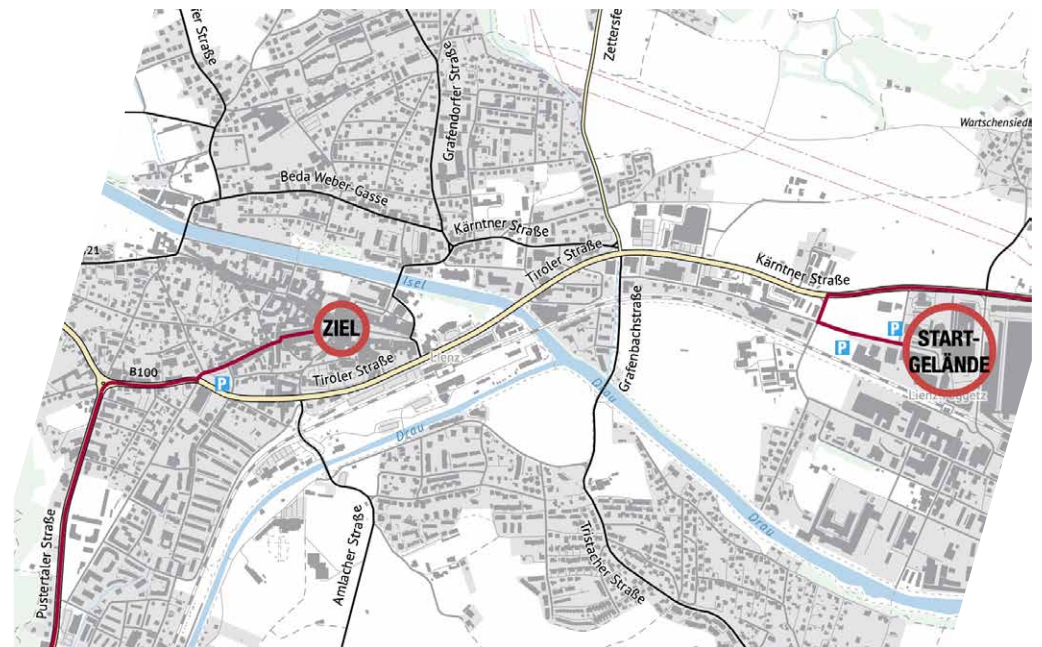 er Straße
Grafendorfer Straße
Zettersfe
Wartschensiedl
Beda Weber-Gasse
Kärntner Straße
Tiroler Straße
21
Kärntner Straße
Isel
ZIEL
P
P
START-
GELÄNDE
Grafenbachstraße
Lienz
B100
Tiroler Straße
P
Drau
Drau
Pustertaler Straße
Amlacher Straße
Tristacher Straße
Drau